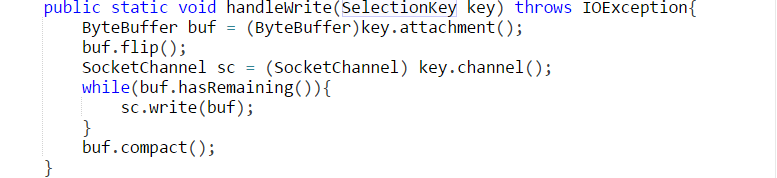 public static void handleWrite(SelectionKey key) throws IOException{
    ByteBuffer buf = (ByteBuffer)key.attachment();
    buf.flip();
    SocketChannel sc = (SocketChannel) key.channel();
    while(buf.hasRemaining()){
        sc.write(buf);
    }
    buf.compact();
}